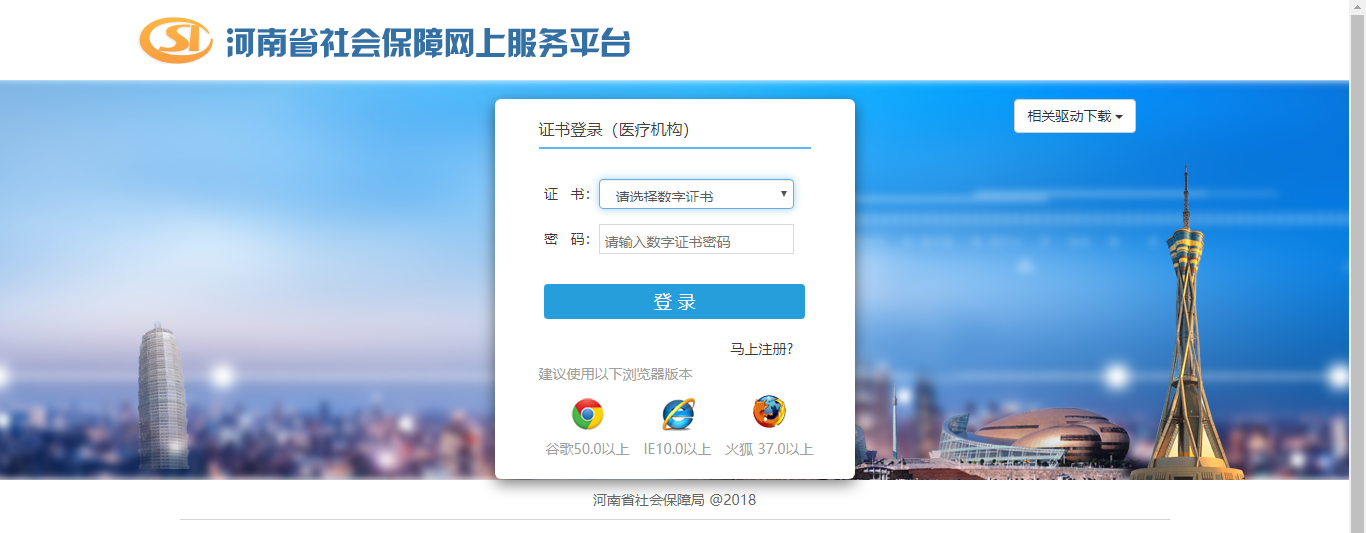 CSI 河南省社会保障网上服务平台
相关驱动下载
证书登录（医疗机构）
证 书： 请选择数字证书
密 码： 请输入数字证书密码
登 录
马上注册?
建议使用以下浏览器版本
谷歌50.0以上 IE10.0以上 火狐 37.0以上
河南省社会保障局 @2018